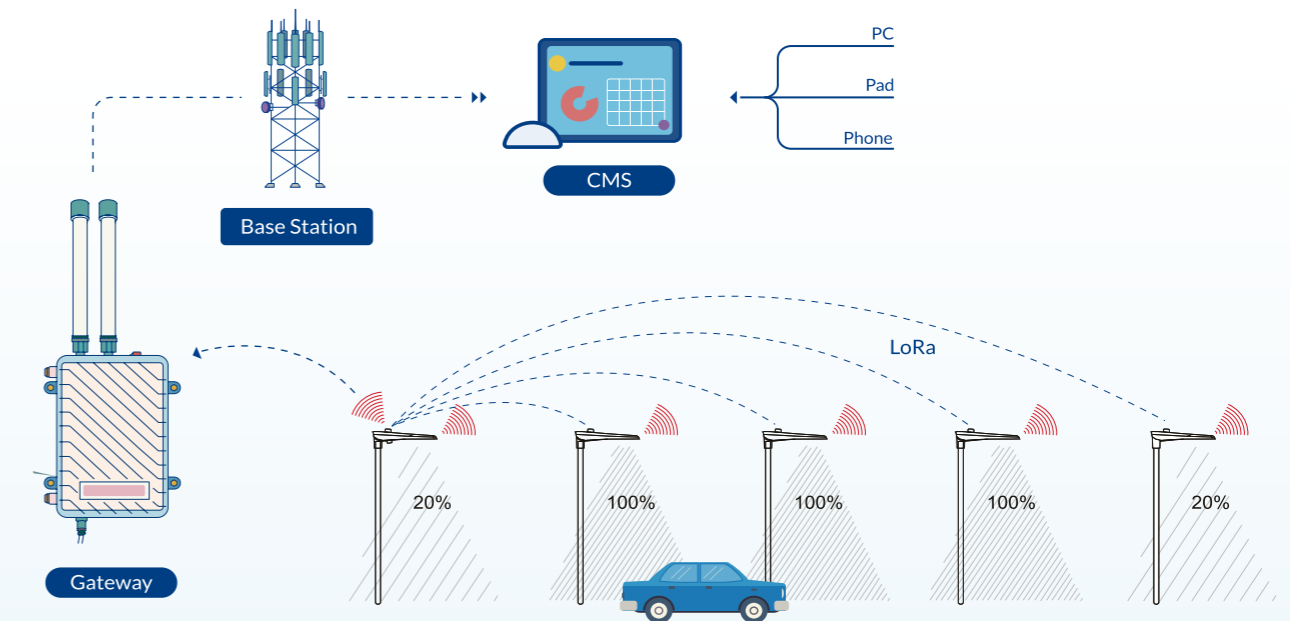 PC
Pad
Phone
CMS
Base Station
LoRa
20%
100%
100%
100%
20%
Gateway